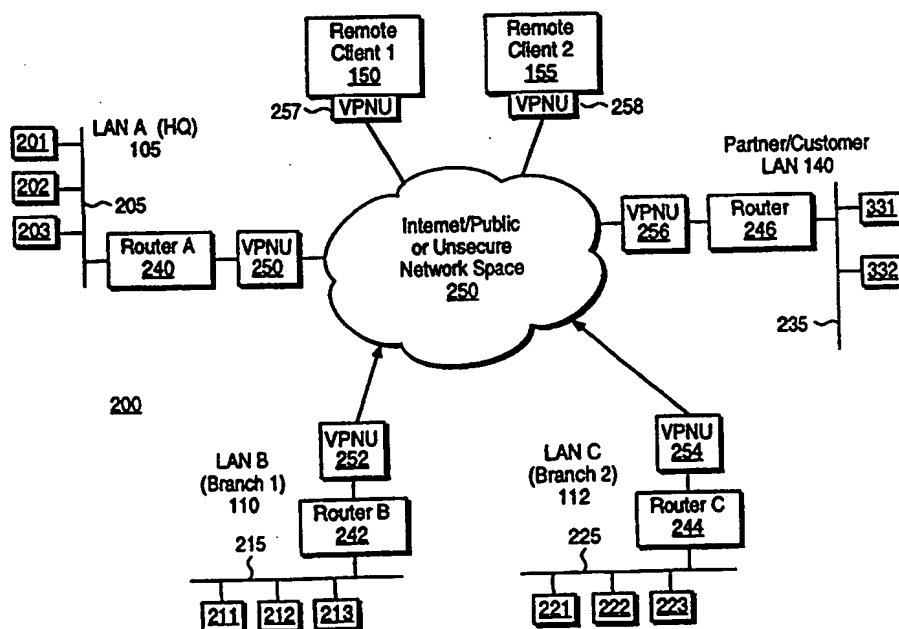 Remote
Client 1
150
VPNU
257
Remote
Client 2
155
VPNU
258
LAN A (HQ)
105
201
202
203
205
Router A
240
VPNU
250
Internet/Public
or Unsecure
Network Space
250
Partner/Customer
LAN 140
VPNU
256
Router
246
331
332
235
200
LAN B
(Branch 1)
110
VPNU
252
Router B
242
215
211
212
213
LAN C
(Branch 2)
112
VPNU
254
Router C
244
225
221
222
223